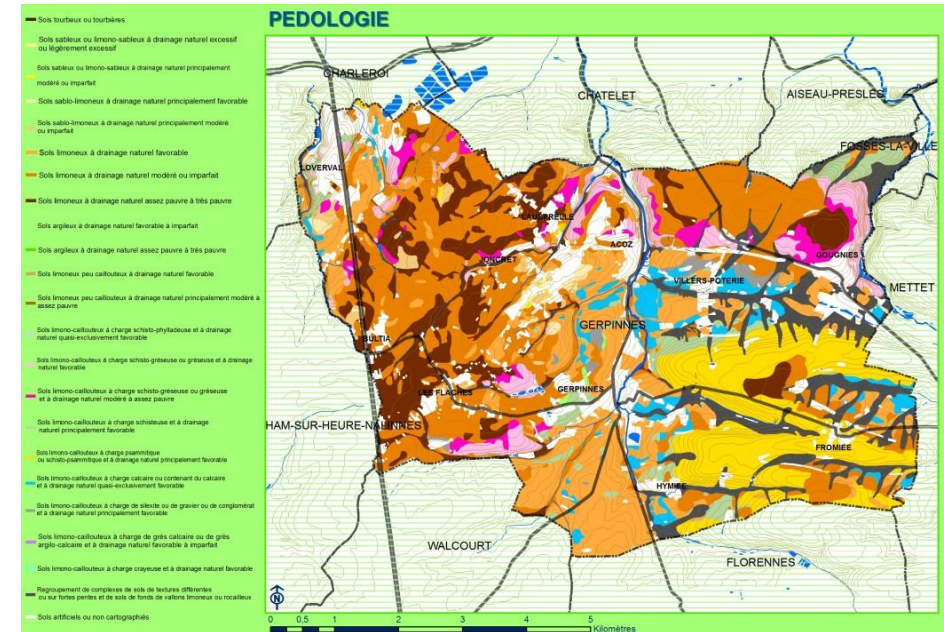 PEDOLOGIE
Sols tourbeux ou tourbières
Sols sableux ou limono-sableux à drainage naturel excessif
ou légèrement excessif
Sols sableux ou limono-sableux à drainage naturel principalement
modéré ou imparfait
Sols sablo-limoneux à drainage naturel principalement favorable
Sols sablo-limoneux à drainage naturel principalement modéré
ou imparfait
Sols limoneux à drainage naturel favorable
Sols limoneux à drainage naturel modéré ou imparfait
Sols limoneux à drainage naturel assez pauvre à très pauvre
Sols argileux à drainage naturel favorable à imparfait
Sols argileux à drainage naturel assez pauvre à très pauvre
Sols limoneux peu caillouteux à drainage naturel favorable
Sols limoneux peu caillouteux à drainage naturel principalement modéré à
assez pauvre
Sols limono-caillouteux à charge schisto-phylladeuse et à drainage
naturel quasi-exclusivement favorable
Sols limono-caillouteux à charge schisto-gréseuse ou gréseuse et à drainage
naturel favorable
Sols limono-caillouteux à charge schisto-gréseuse ou gréseuse
et à drainage naturel modéré à assez pauvre
Sols limono-caillouteux à charge schisteuse et à drainage
naturel principalement favorable
Sols limono-caillouteux à charge psammitique
ou schisto-psammitique et à drainage naturel principalement favorable
Sols limono-caillouteux à charge calcaire ou contenant du calcaire
et à drainage naturel quasi-exclusivement favorable
Sols limono-caillouteux à charge de silexite ou de gravier ou de conglomérat
et à drainage naturel principalement favorable
Sols limono-caillouteux à charge de grès calcaire ou de grès
argilo-calcaire et à drainage naturel favorable à imparfait
Sols limono-caillouteux à charge crayeuse et à drainage naturel favorable
Regroupement de complexes de sols de textures différentes
ou sur fortes pentes et de sols de fonds de vallons limoneux ou rocailleux
Sols artificiels ou non cartographiés
CHARLEROI
CHATELET
AISEAU-PRESLES
FOSSES-LA-VILLE
LOVERVAL
LAUSPRELLE
ACOZ
JONCRET
GOUGNIES
VILLERS-POTERIE
METTET
GERPINNES
BULTIA
LES FLACHES
GERPINNES
HAM-SUR-HEURE-NALINNES
FROMIEE
HYMIEE
WALCOURT
FLORENNES
N
0 0,5 1 2 3 4 5
Kilomètres